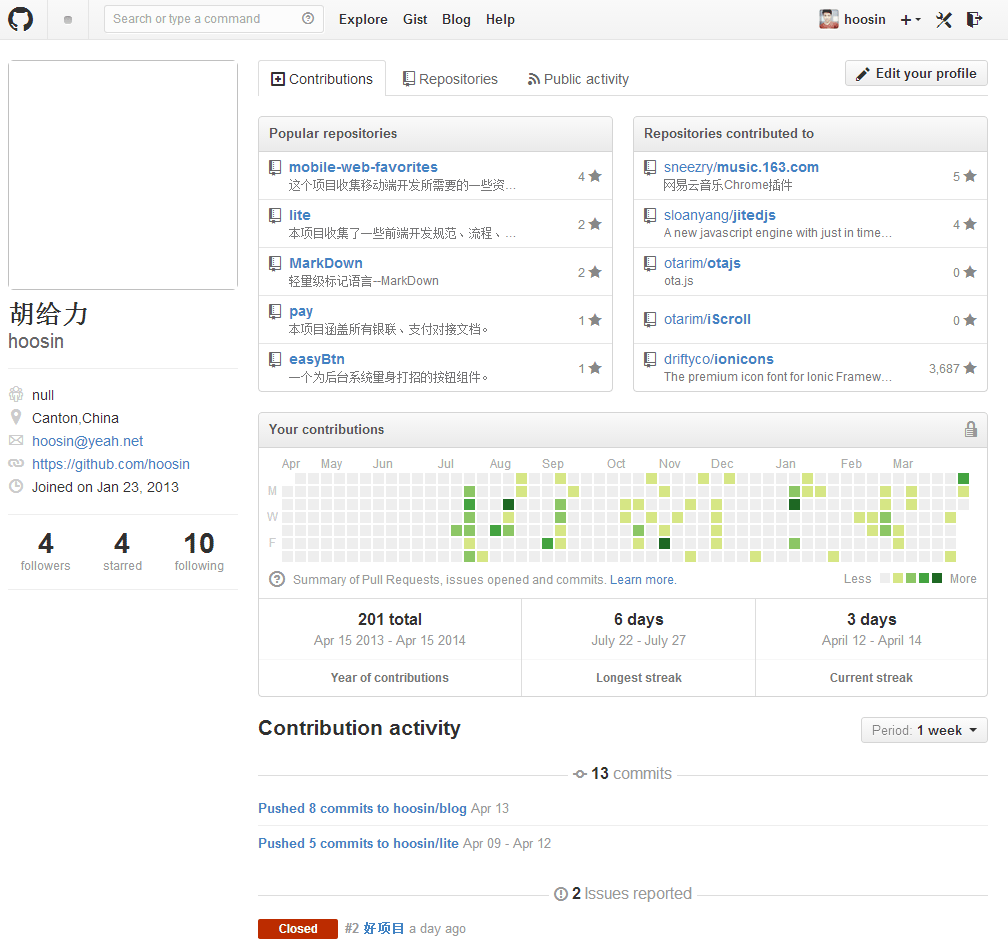 Search or type a command
Explore Gist Blog Help
hoosin
胡给力
hoosin
null
Canton,China
hoosin@yeah.net
https://github.com/hoosin
Joined on Jan 23, 2013
4 4 10
followers starred following
Contributions Repositories Public activity
Edit your profile
Popular repositories
mobile-web-favorites
这个项目收集移动端开发所需要的一些资…
4
lite
本项目收集了一些前端开发规范、流程、…
2
MarkDown
轻量级标记语言--MarkDown
2
pay
本项目涵盖所有银联、支付对接文档。
1
easyBtn
一个为后台系统量身打招的按钮组件。
1
Repositories contributed to
sneezry/music.163.com
网易云音乐Chrome插件
5
sloanyang/jitedjs
A new javascript engine with just in time…
4
otarim/otajs
ota.js
0
otarim/iScroll
0
driftyco/ionicons
The premium icon font for Ionic Framew…
3,687
Your contributions
Apr May Jun Jul Aug Sep Oct Nov Dec Jan Feb Mar
M
W
F
Summary of Pull Requests, issues opened and commits. Learn more.
Less More
201 total
Apr 15 2013 - Apr 15 2014
Year of contributions
6 days
July 22 - July 27
Longest streak
3 days
April 12 - April 14
Current streak
Contribution activity
Period: 1 week
13 commits
Pushed 8 commits to hoosin/blog Apr 13
Pushed 5 commits to hoosin/lite Apr 09 - Apr 12
2 Issues reported
Closed #2 好项目 a day ago